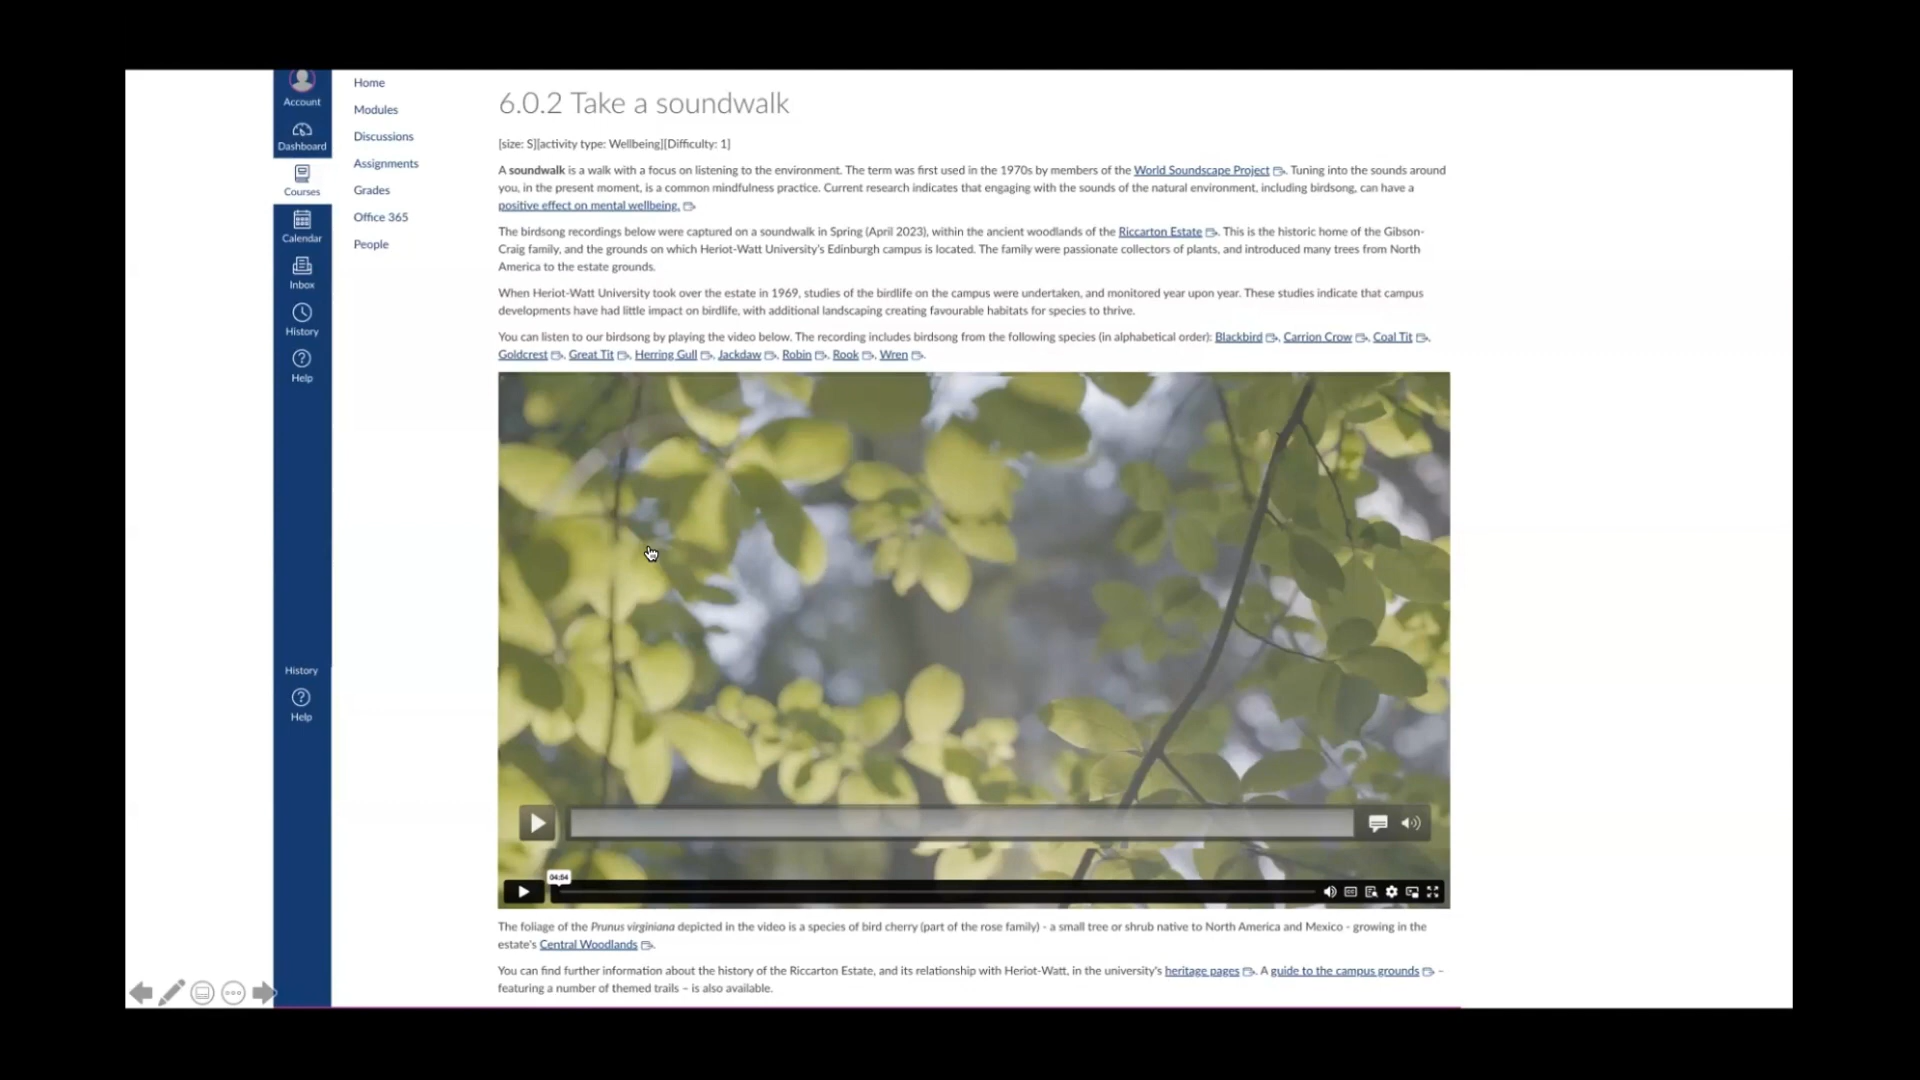 Account
Dashboard
Courses
Calendar
Inbox
History
Help
History
Help
Home
Modules
Discussions
Assignments
Grades
Office 365
People
6.0.2 Take a soundwalk
[size: S][activity type: Wellbeing][Difficulty: 1]
A soundwalk is a walk with a focus on listening to the environment. The term was first used in the 1970s by members of the World Soundscape Project. Tuning into the sounds around
you, in the present moment, is a common mindfulness practice. Current research indicates that engaging with the sounds of the natural environment, including birdsong, can have a
positive effect on mental wellbeing.
The birdsong recordings below were captured on a soundwalk in Spring (April 2023), within the ancient woodlands of the Riccarton Estate. This is the historic home of the Gibson-
Craig family, and the grounds on which Heriot-Watt University's Edinburgh campus is located. The family were passionate collectors of plants, and introduced many trees from North
America to the estate grounds.
When Heriot-Watt University took over the estate in 1969, studies of the birdlife on the campus were undertaken, and monitored year upon year. These studies indicate that campus
developments have had little impact on birdlife, with additional landscaping creating favourable habitats for species to thrive.
You can listen to our birdsong by playing the video below. The recording includes birdsong from the following species (in alphabetical order): Blackbird, Carrion Crow, Coal Tit,
Goldcrest, Great Tit, Herring Gull, Jackdaw, Robin, Rook, Wren.
04:54
The foliage of the Prunus virginiana depicted in the video is a species of bird cherry (part of the rose family) - a small tree or shrub native to North America and Mexico - growing in the
estate's Central Woodlands.
You can find further information about the history of the Riccarton Estate, and its relationship with Heriot-Watt, in the university's heritage pages. A guide to the campus grounds –
featuring a number of themed trails – is also available.